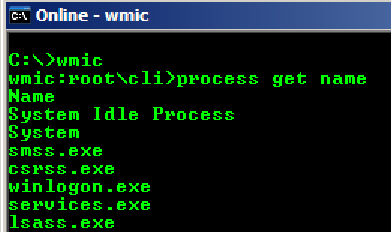 C:\ Online - wmic
C:\>wmic
wmic:root\cli>process get name
Name
System Idle Process
System
smss.exe
csrss.exe
winlogon.exe
services.exe
lsass.exe